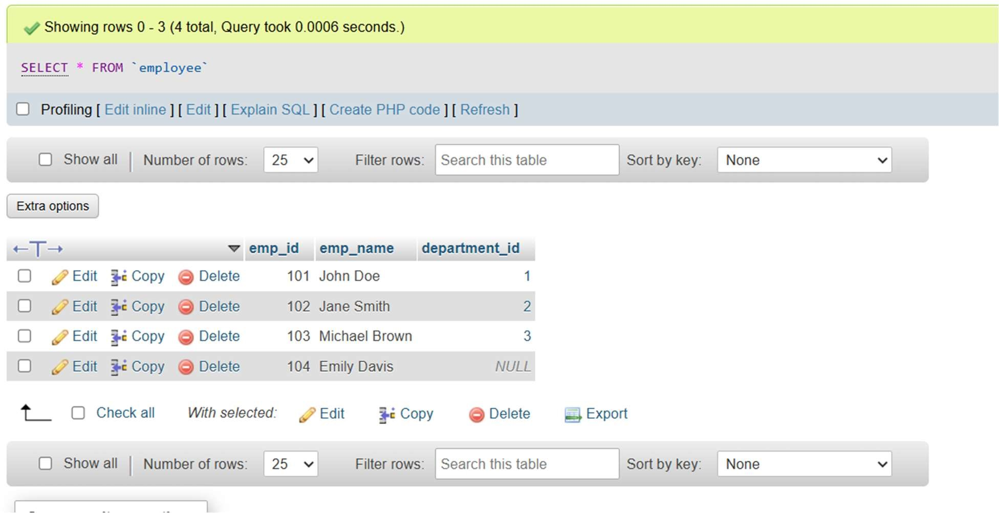 Showing rows 0 - 3 (4 total, Query took 0.0006 seconds.)
SELECT * FROM `employee`
Profiling [ Edit inline ] [ Edit ] [ Explain SQL ] [ Create PHP code ] [ Refresh ]
Show all | Number of rows: 25 Filter rows: Search this table Sort by key: None
Extra options
emp_id emp_name department_id
Edit Copy Delete 101 John Doe 1
Edit Copy Delete 102 Jane Smith 2
Edit Copy Delete 103 Michael Brown 3
Edit Copy Delete 104 Emily Davis NULL
Check all With selected: Edit Copy Delete Export
Show all | Number of rows: 25 Filter rows: Search this table Sort by key: None